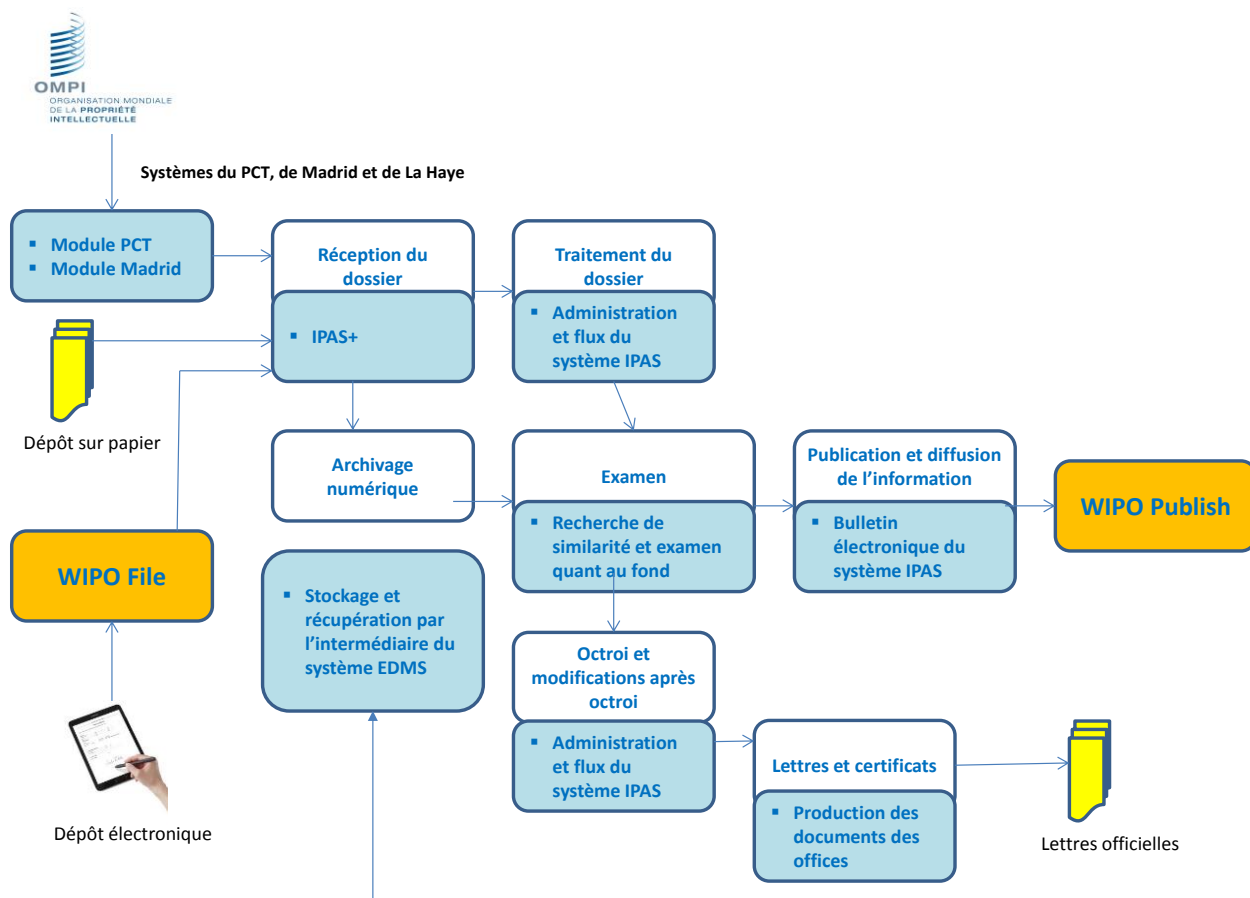 OMPI
ORGANISATION MONDIALE
DE LA PROPRIÉTÉ
INTELLECTUELLE
Systèmes du PCT, de Madrid et de La Haye
▪ Module PCT
▪ Module Madrid
Réception du
dossier
▪ IPAS+
Traitement du
dossier
▪ Administration
et flux du
système IPAS
Dépôt sur papier
Archivage
numérique
Examen
▪ Recherche de
similarité et examen
quant au fond
Publication et diffusion
de l’information
▪ Bulletin
électronique du
système IPAS
WIPO Publish
WIPO File
▪ Stockage et
récupération par
l’intermédiaire du
système EDMS
Octroi et
modifications après
octroi
▪ Administration
et flux du
système IPAS
Lettres et certificats
▪ Production des
documents des
offices
Dépôt électronique
Lettres officielles